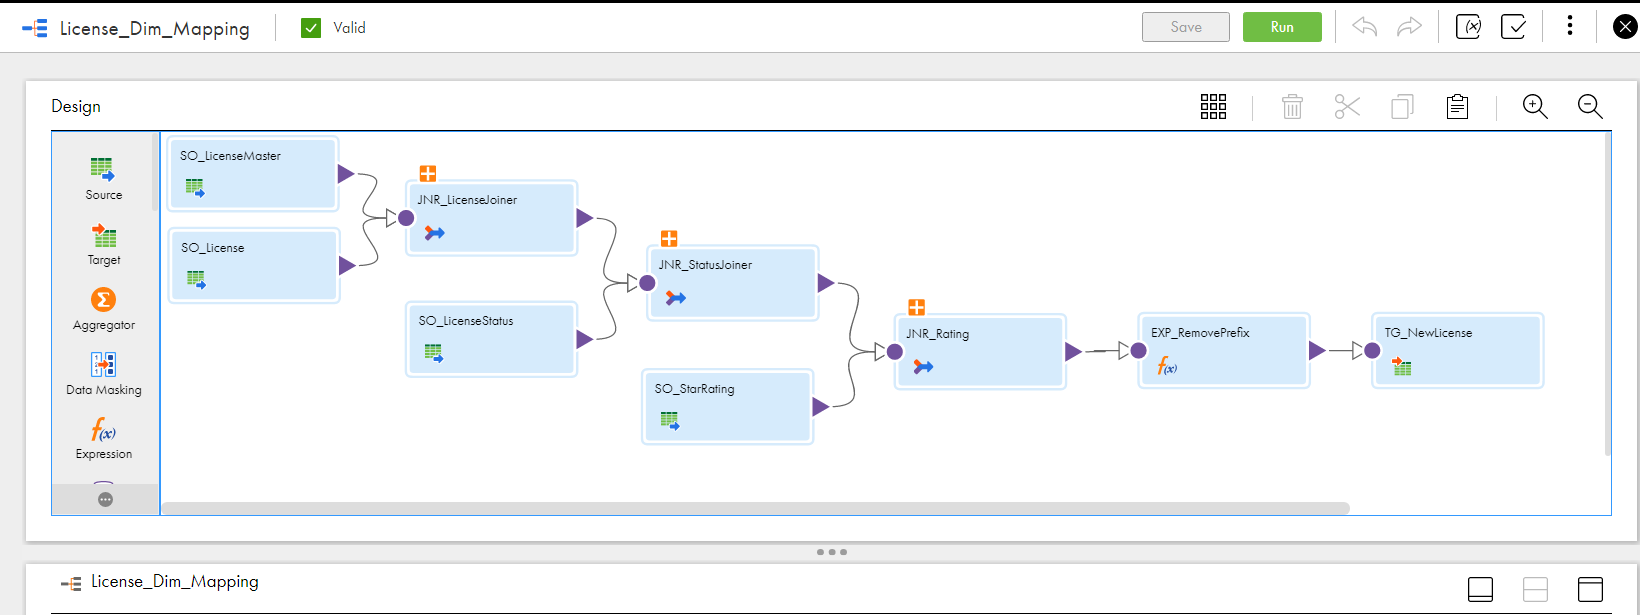 License_Dim_Mapping
Valid
Save
Run
(x)
Design
Source
Target
Aggregator
Data Masking
Expression
SO_LicenseMaster
SO_License
JNR_LicenseJoiner
SO_LicenseStatus
JNR_StatusJoiner
SO_StarRating
JNR_Rating
EXP_RemovePrefix
f(x)
TG_NewLicense
License_Dim_Mapping